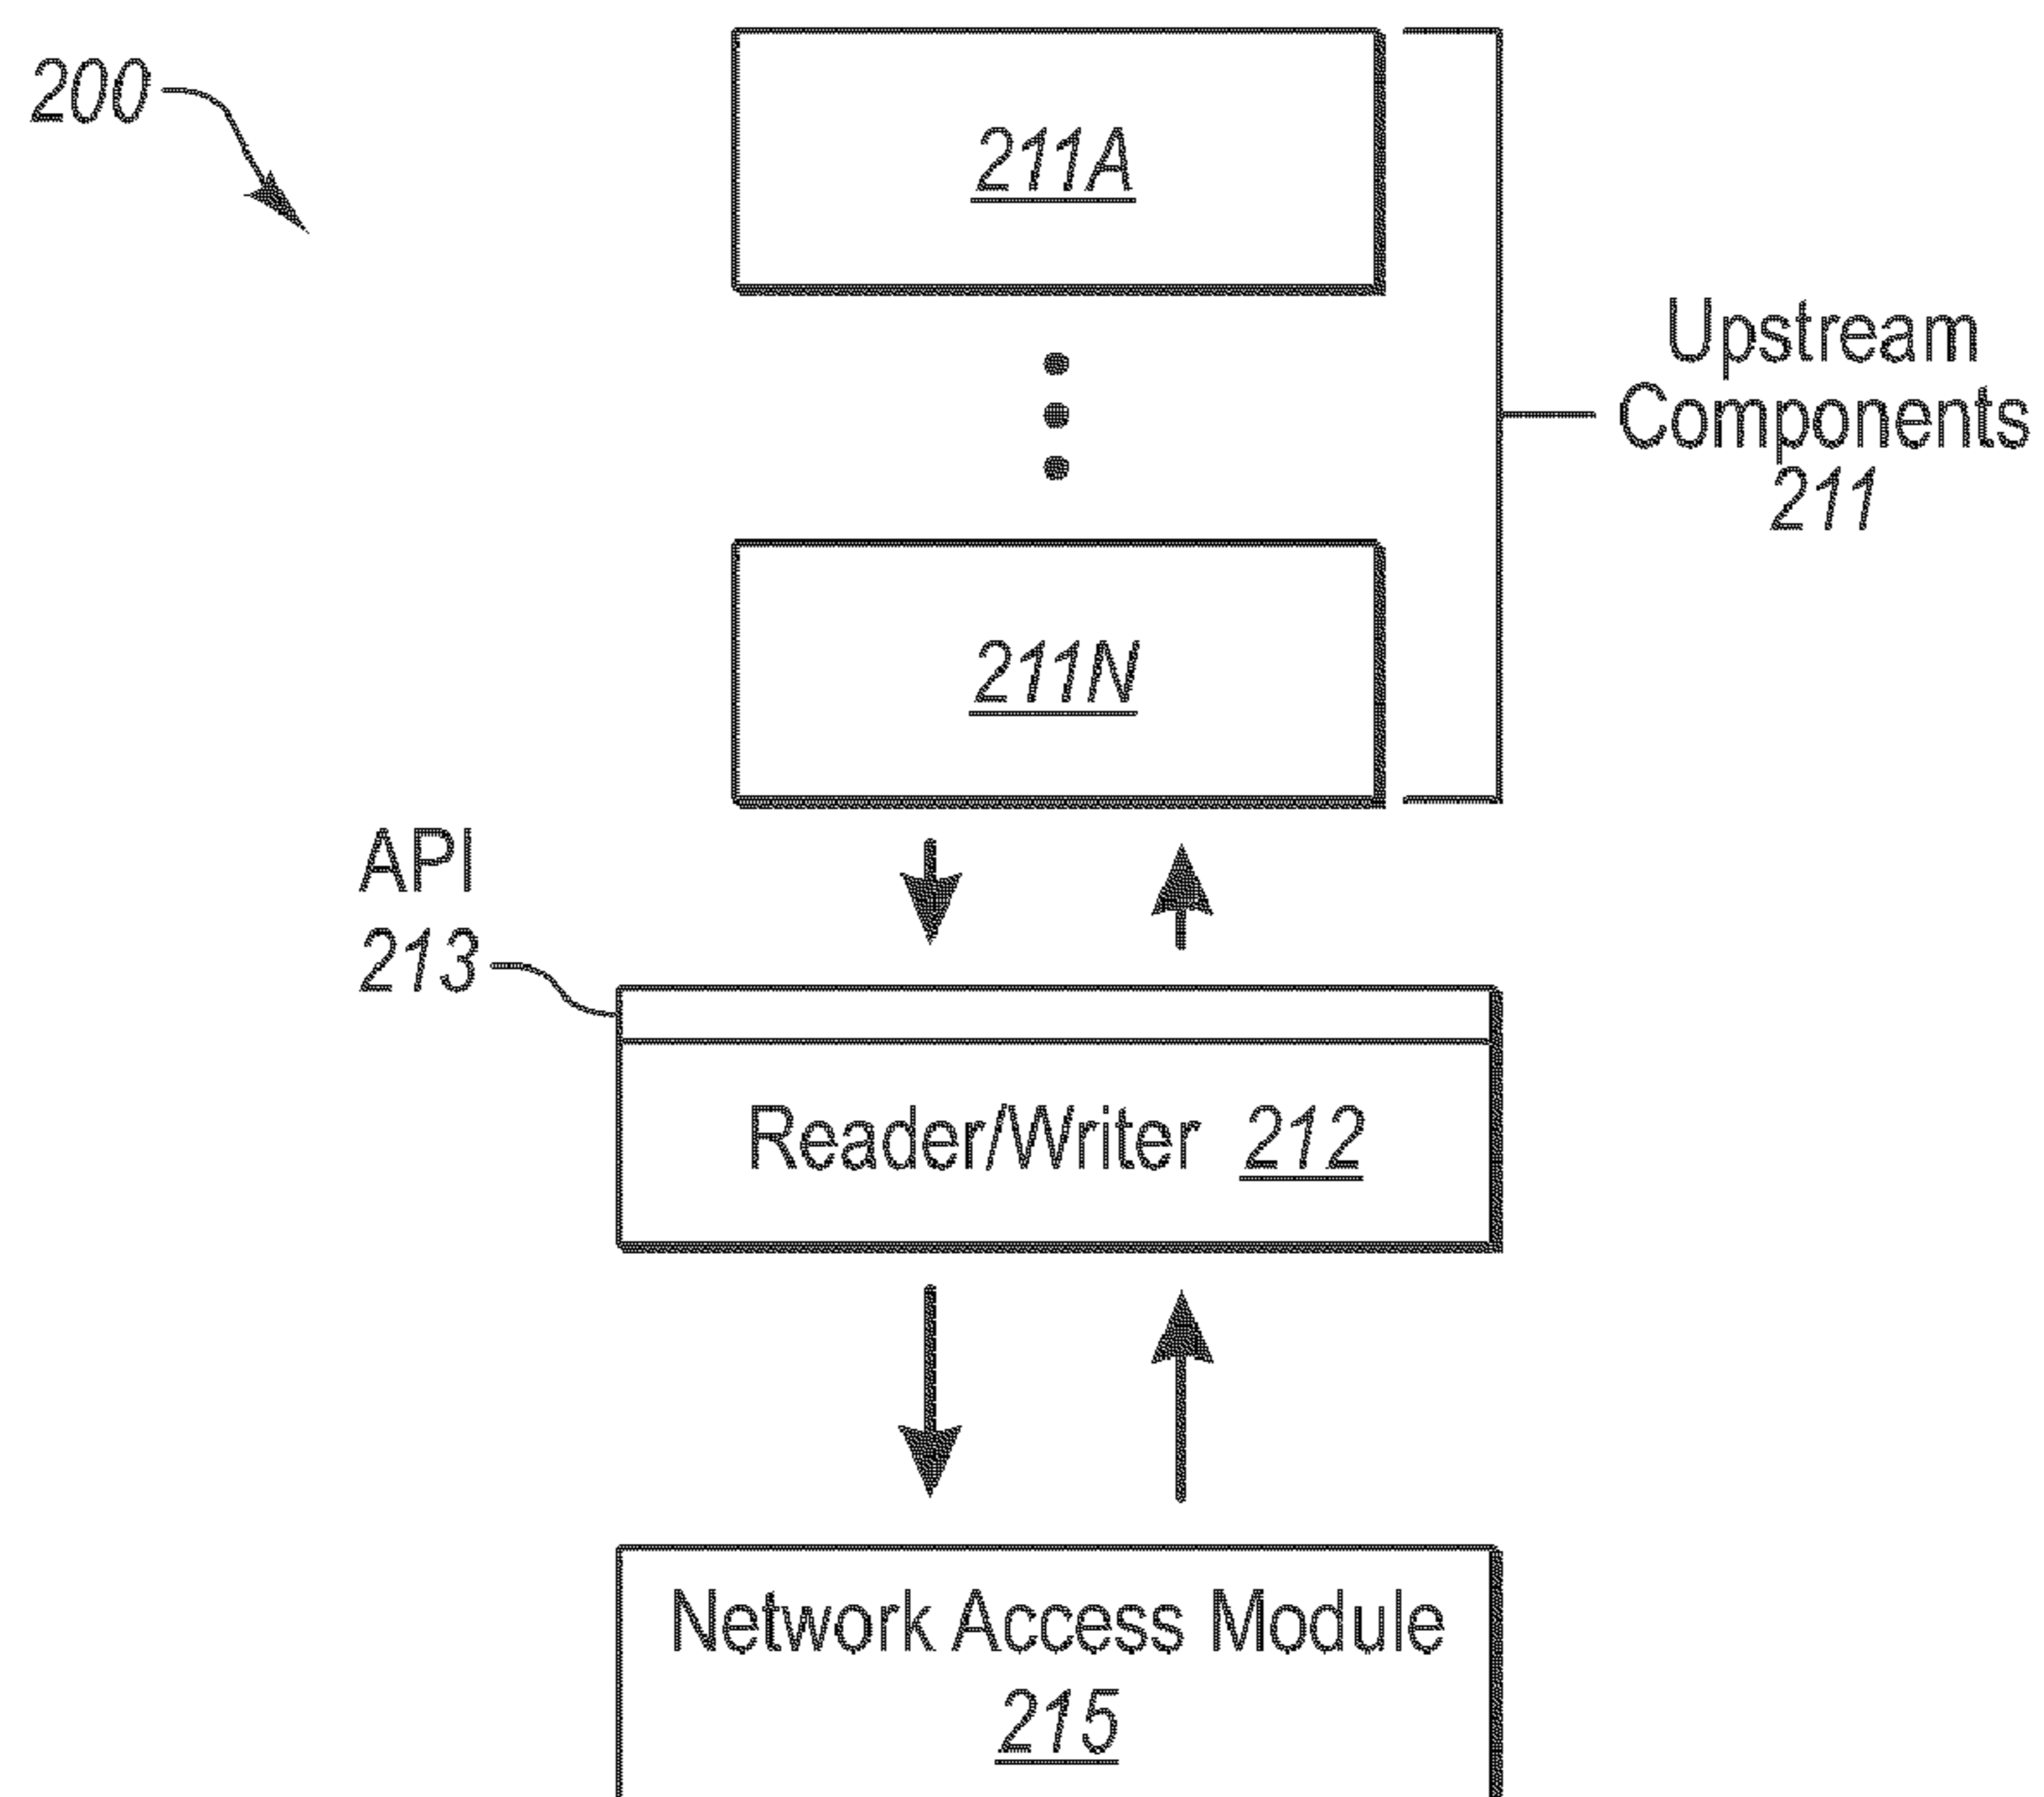 200
211A
Upstream
Components
211
211N
API
213
Reader/Writer 212
Network Access Module
215